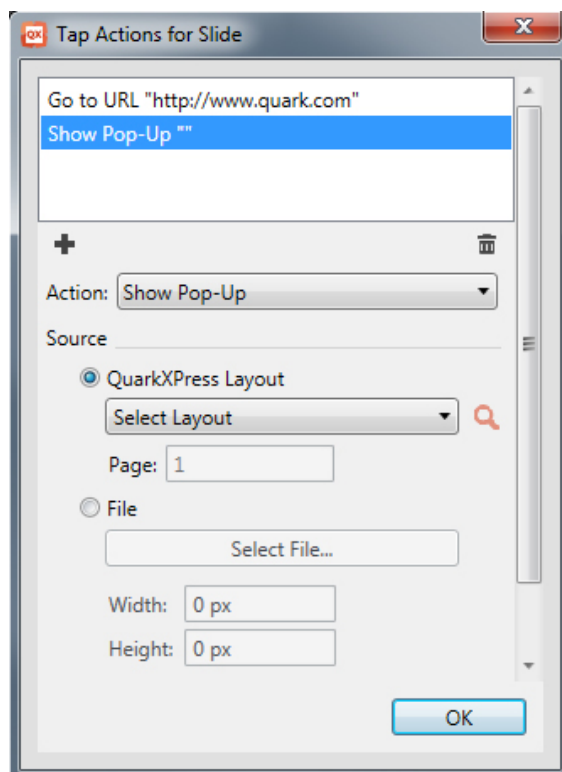 QX Tap Actions for Slide
Go to URL "http://www.quark.com"
Show Pop-Up ""
Action: Show Pop-Up
Source
QuarkXPress Layout
Select Layout
Page: 1
File
Select File...
Width: 0 px
Height: 0 px
OK